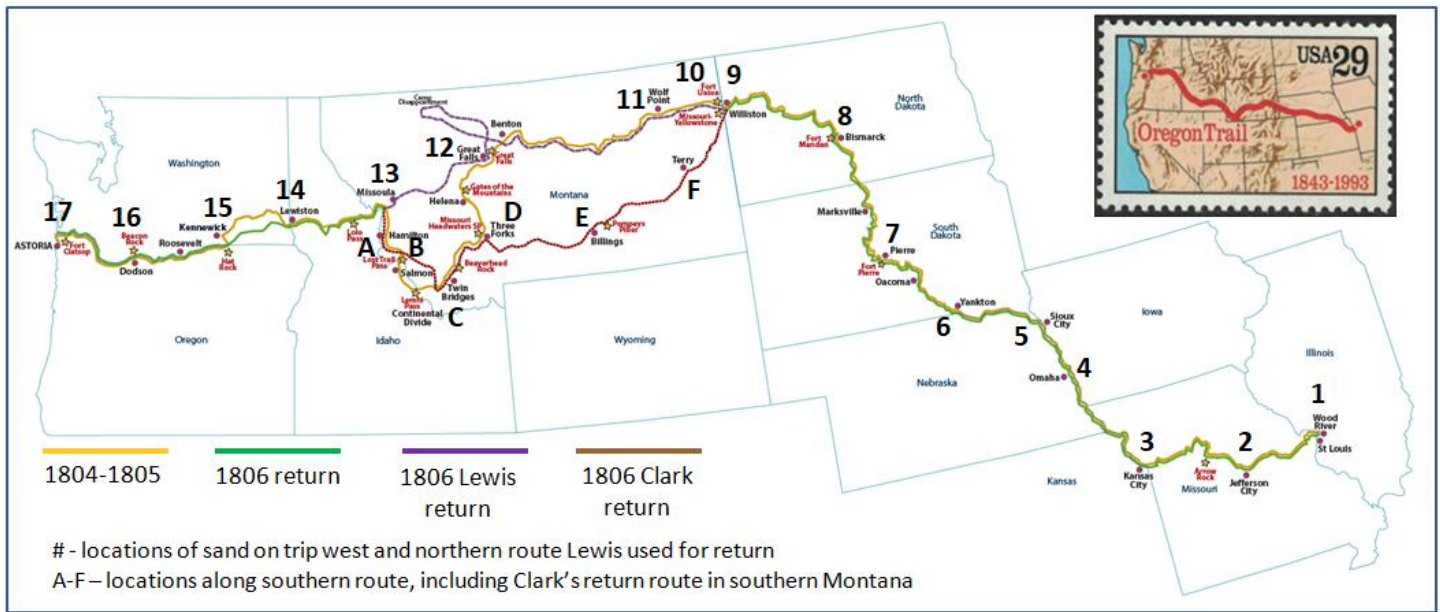 USA 29
Oregon Trail
1843-1993
10
9
Fort
Union
Wolf
Point
11
North
Dakota
Camp
Disappointment
Missouri-
Yellowstone
Williston
8
Benton
Fort
Mandan
Bismarck
12
Great
Falls
Great
Falls
Washington
Terry
13
Missoula
Gates of the
Mountains
Montana
F
17
16
15
14
Lewiston
Helena
Marksville
Beacon
Rock
Kennewick
Missouri
Headwaters SP
D
E
Pompeys
Pillar
South
Dakota
ASTORIA
Fort
Clatsop
Roosevelt
Lolo
Pass
A
Hamilton
B
Three
Forks
Billings
7
Pierre
Dodson
Hat
Rock
Lost Trail
Pass
Salmon
Beaverhead
Rock
Fort
Pierre
Oacoma
Lemhi
Pass
Twin
Bridges
Continental
Divide
C
6
Yankton
5
Sioux
City
Iowa
Oregon
Idaho
Wyoming
Illinois
Nebraska
Omaha
4
1
Wood
River
St Louis
3
2
Kansas
City
Arrow
Rock
Missouri
Jefferson
City
Kansas
1804-1805
1806 return
1806 Lewis
return
1806 Clark
return
# - locations of sand on trip west and northern route Lewis used for return
A-F – locations along southern route, including Clark's return route in southern Montana